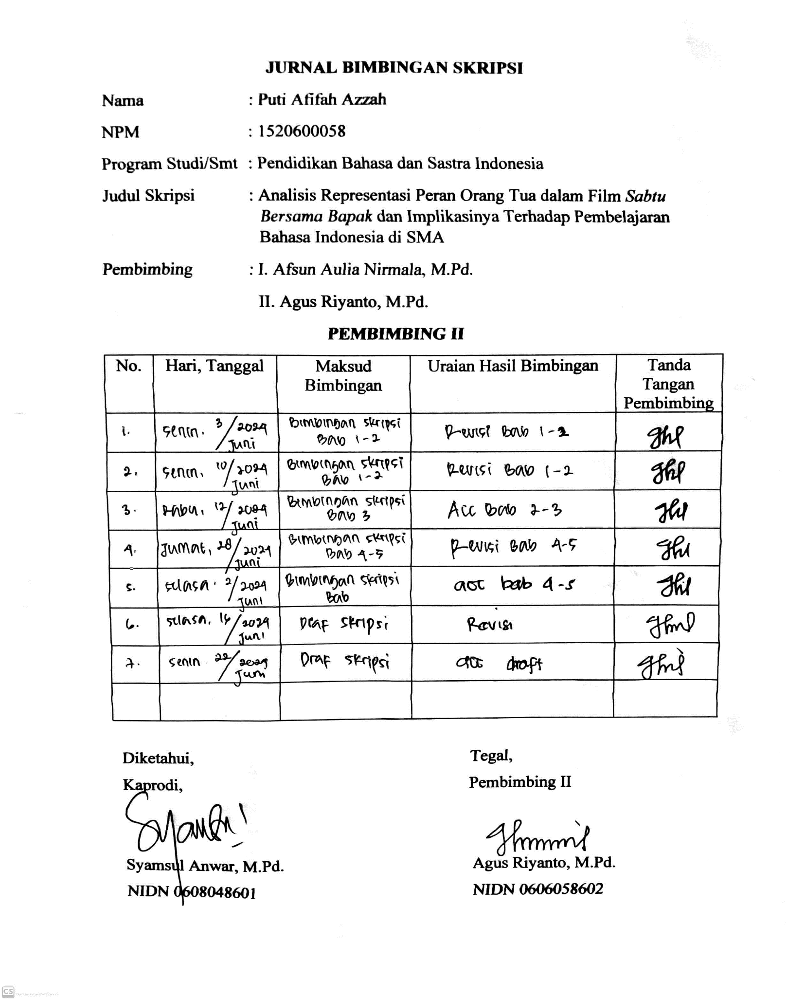 JURNAL BIMBINGAN SKRIPSI
Nama : Puti Afifah Azzah
NPM : 1520600058
Program Studi/Smt : Pendidikan Bahasa dan Sastra Indonesia
Judul Skripsi : Analisis Representasi Peran Orang Tua dalam Film Sabtu
Bersama Bapak dan Implikasinya Terhadap Pembelajaran
Bahasa Indonesia di SMA
Pembimbing : I. Afsun Aulia Nirmala, M.Pd.
II. Agus Riyanto, M.Pd.
PEMBIMBING II
No. Hari, Tanggal Maksud Bimbingan Uraian Hasil Bimbingan Tanda Tangan Pembimbing
1. Senin, 3/2024 Juni Bimbingan skripsi Bab 1-2 Revisi Bab 1-2
2. Senin, 10/2024 Juni Bimbingan skripsi Bab 1-2 Revisi Bab 1-2
3. Rabu, 12/2024 Juni Bimbingan skripsi Bab 3 Acc Bab 2-3
4. Jumat, 28/2024 Juni Bimbingan skripsi Bab 4-5 Revisi Bab 4-5
5. Selasa, 2/2024 Juni Bimbingan skripsi Bab acc bab 4-5
6. Selasa, 2024 Juni Draf skripsi Revisi
7. Senin 22/2024 Juni Draf skripsi acc draft
Diketahui,
Kaprodi,
Syamsul Anwar, M.Pd.
NIDN 0608048601
Tegal,
Pembimbing II
Agus Riyanto, M.Pd.
NIDN 0606058602
CS